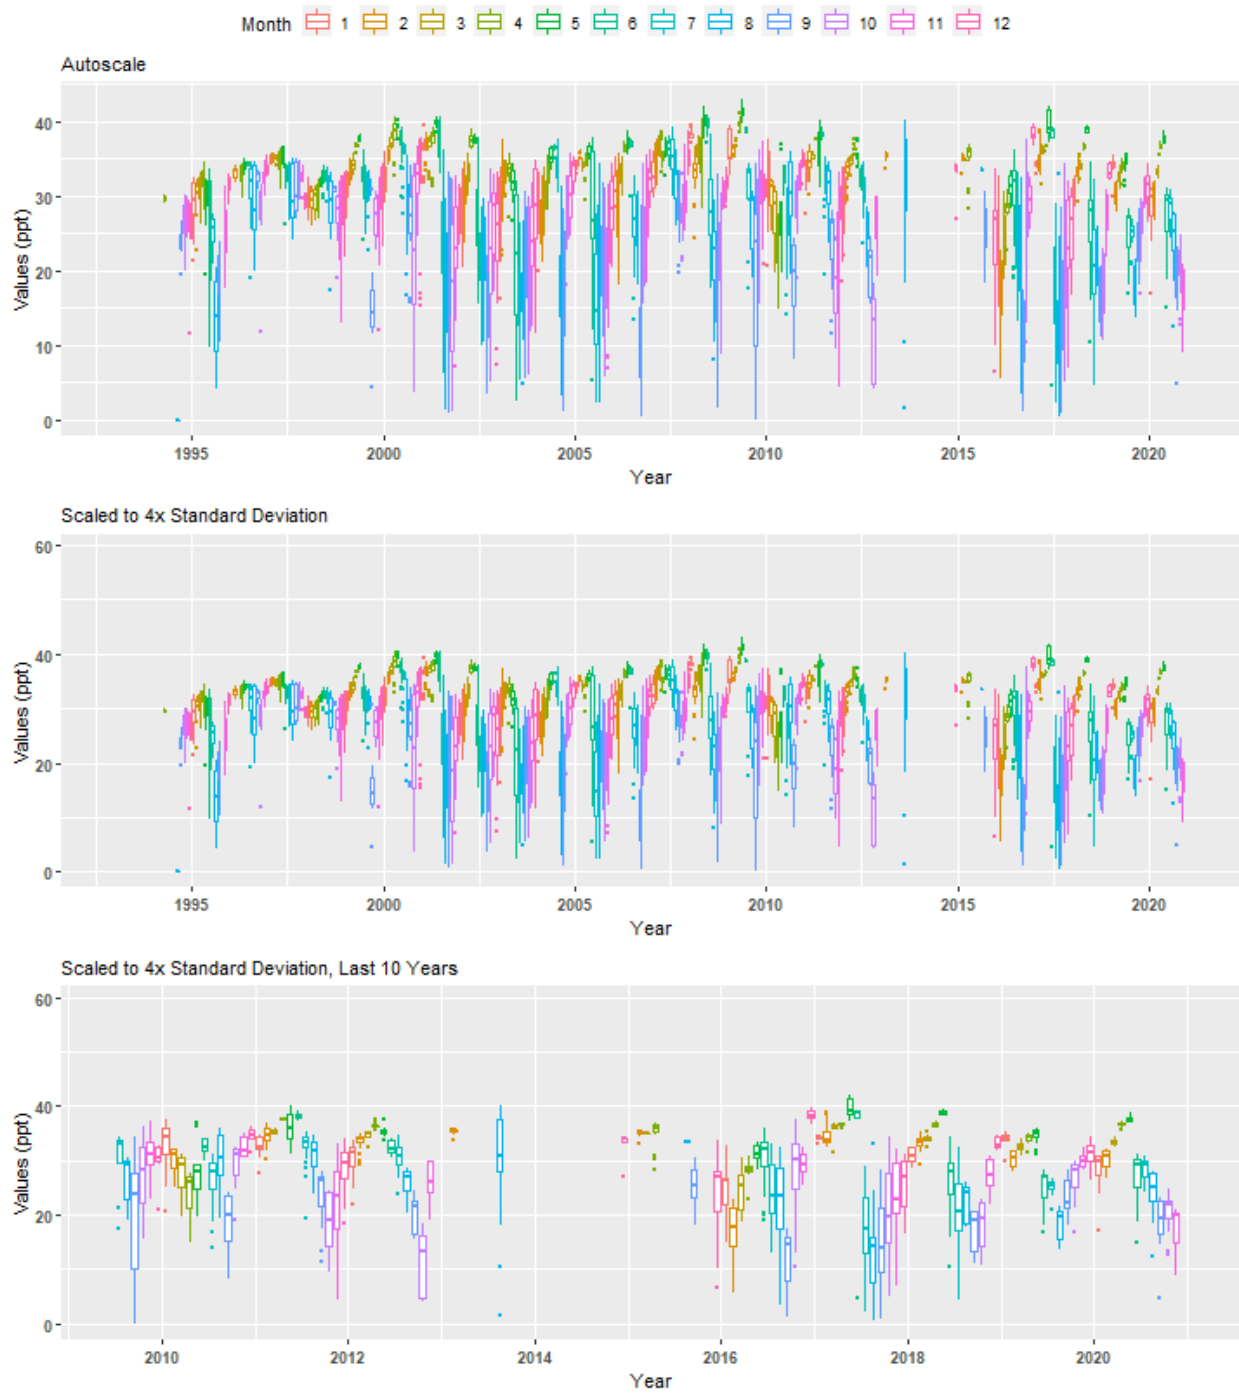 Month 1 2 3 4 5 6 7 8 9 10 11 12
Autoscale
40
30
20
10
0
Values (ppt)
1995 2000 2005 2010 2015 2020
Year
Scaled to 4x Standard Deviation
60
40
20
0
Values (ppt)
1995 2000 2005 2010 2015 2020
Year
Scaled to 4x Standard Deviation, Last 10 Years
60
40
20
0
Values (ppt)
2010 2012 2014 2016 2018 2020
Year